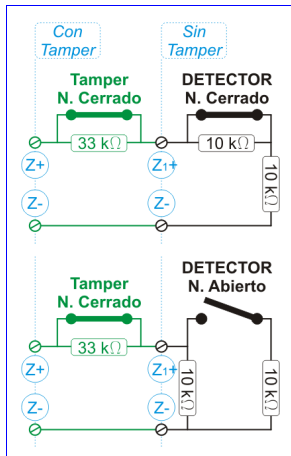 Con
Tamper
Sin
Tamper
Tamper
N. Cerrado
DETECTOR
N. Cerrado
33 kΩ
10 kΩ
Z+
Z1+
10 kΩ
Z-
Z-
Tamper
N. Cerrado
DETECTOR
N. Abierto
33 kΩ
Z+
Z1+
10 kΩ
10 kΩ
Z-
Z-